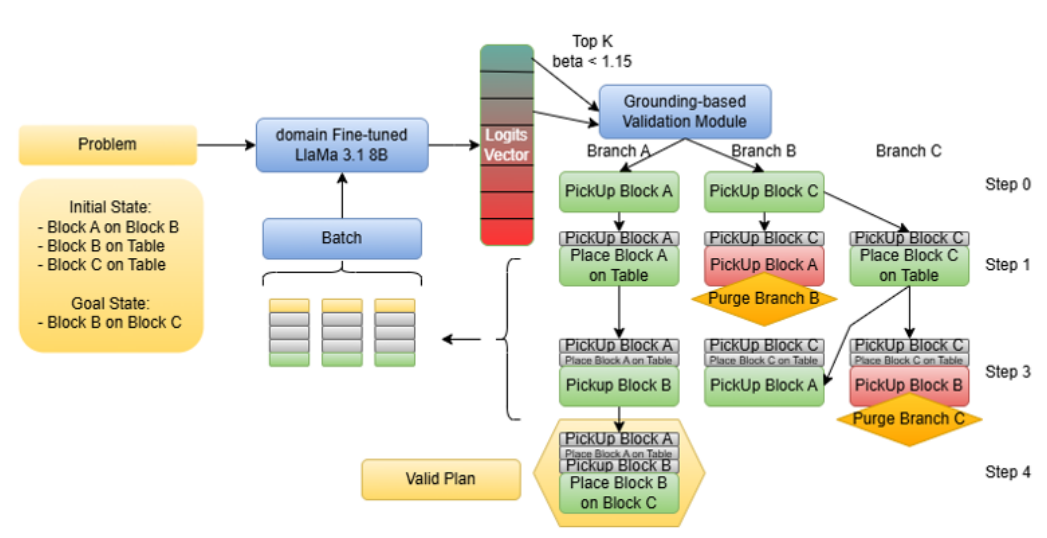 Top K
beta < 1.15
Grounding-based
Validation Module
Problem
domain Fine-tuned
LlaMa 3.1 8B
Logits
Vector
Branch A
Branch B
Branch C
PickUp Block A
PickUp Block C
Step 0
Initial State:
- Block A on Block B
- Block B on Table
- Block C on Table
Goal State:
- Block B on Block C
Batch
PickUp Block A
Place Block A
on Table
PickUp Block C
PickUp Block A
Purge Branch B
PickUp Block C
Place Block C
on Table
Step 1
PickUp Block A
Place Block A on Table
Pickup Block B
PickUp Block C
Place Block C on Table
PickUp Block A
PickUp Block C
Place Block C on Table
PickUp Block B
Purge Branch C
Step 3
Valid Plan
PickUp Block A
Place Block A on Table
Pickup Block B
Place Block B
on Block C
Step 4